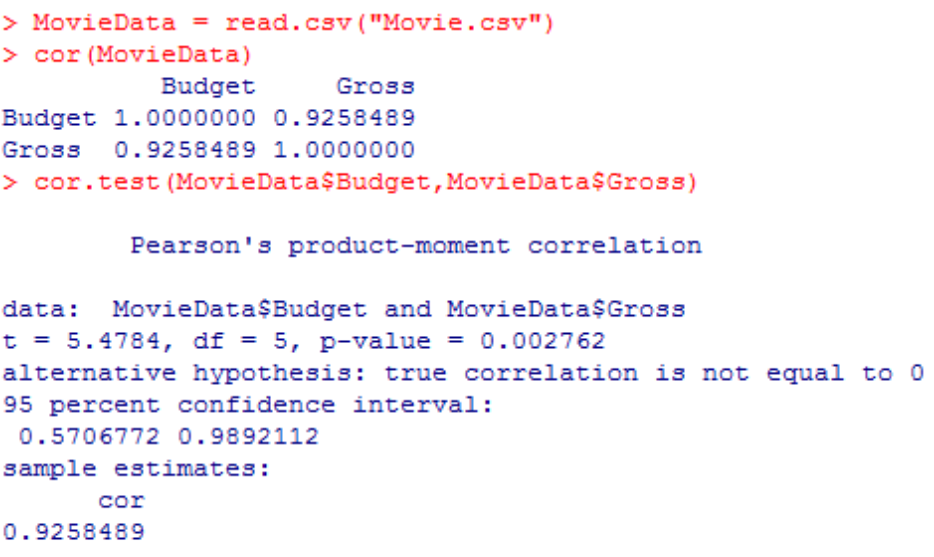 > MovieData = read.csv("Movie.csv")
> cor(MovieData)
          Budget     Gross
Budget 1.0000000 0.9258489
Gross  0.9258489 1.0000000
> cor.test(MovieData$Budget,MovieData$Gross)
        Pearson's product-moment correlation
data:  MovieData$Budget and MovieData$Gross
t = 5.4784, df = 5, p-value = 0.002762
alternative hypothesis: true correlation is not equal to 0
95 percent confidence interval:
 0.5706772 0.9892112
sample estimates:
      cor
0.9258489